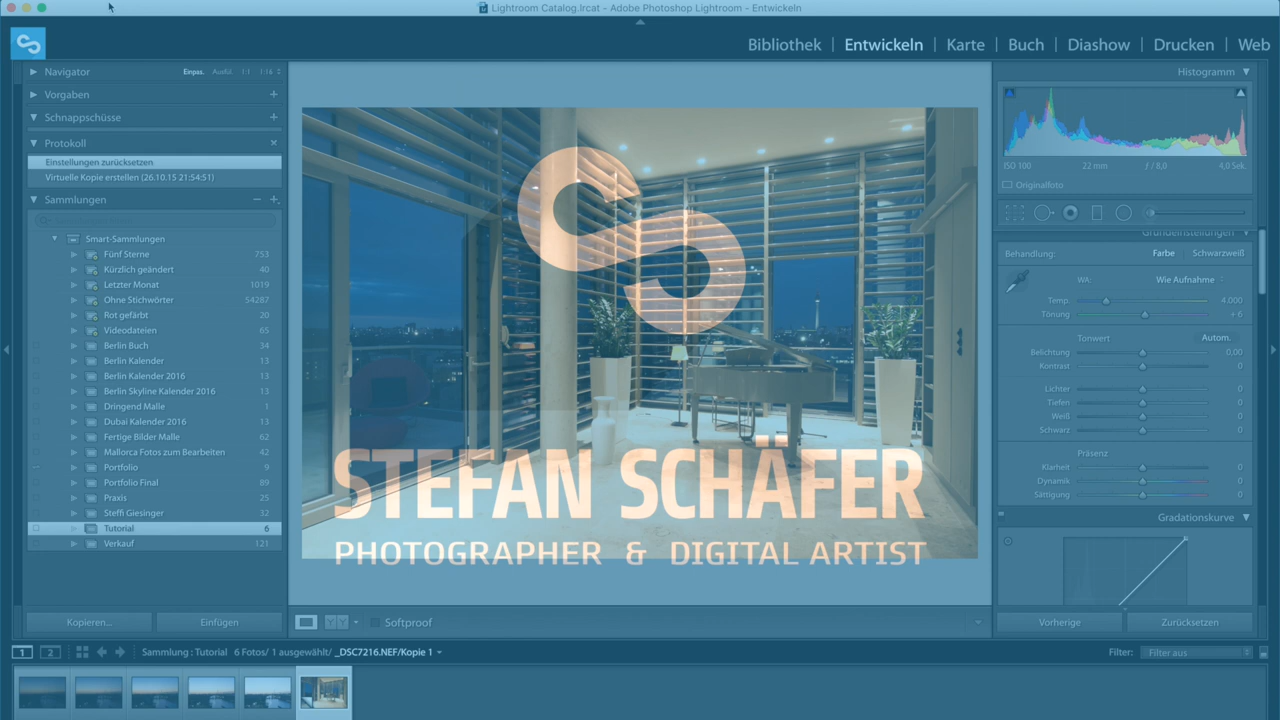 Lightroom Catalog.lrcat - Adobe Photoshop Lightroom - Entwickeln
Bibliothek | Entwickeln | Karte | Buch | Diashow | Drucken | Web
Navigator Einpas. Ausfül. 1:1 1:16
Vorgaben
Schnappschüsse
Protokoll
Einstellungen zurücksetzen
Virtuelle Kopie erstellen (26.10.15 21:54:51)
Sammlungen
Smart-Sammlungen
Fünf Sterne 753
Kürzlich geändert 40
Letzter Monat 1019
Ohne Stichwörter 54287
Rot gefärbt 20
Videodateien 65
Berlin Buch 34
Berlin Kalender 13
Berlin Kalender 2016 13
Berlin Skyline Kalender 2016 13
Dringend Malle 1
Dubai Kalender 2016 13
Fertige Bilder Malle 62
Mallorca Fotos zum Bearbeiten 42
Portfolio 9
Portfolio Final 89
Praxis 25
Steffi Giesinger 32
Tutorial 6
Verkauf 121
Kopieren... Einfügen
STEFAN SCHÄFER
PHOTOGRAPHER & DIGITAL ARTIST
Softproof
Histogramm
ISO 100 22 mm ƒ / 8,0 4,0 Sek.
Originalfoto
Grundeinstellungen
Behandlung: Farbe | Schwarzweiß
WA: Wie Aufnahme
Temp. 4.000
Tönung + 6
Tonwert Autom.
Belichtung 0,00
Kontrast 0
Lichter 0
Tiefen 0
Weiß 0
Schwarz 0
Präsenz
Klarheit 0
Dynamik 0
Sättigung 0
Gradationskurve
Vorherige Zurücksetzen
1 2 Sammlung : Tutorial 6 Fotos/ 1 ausgewählt/ _DSC7216.NEF/Kopie 1 Filter: Filter aus